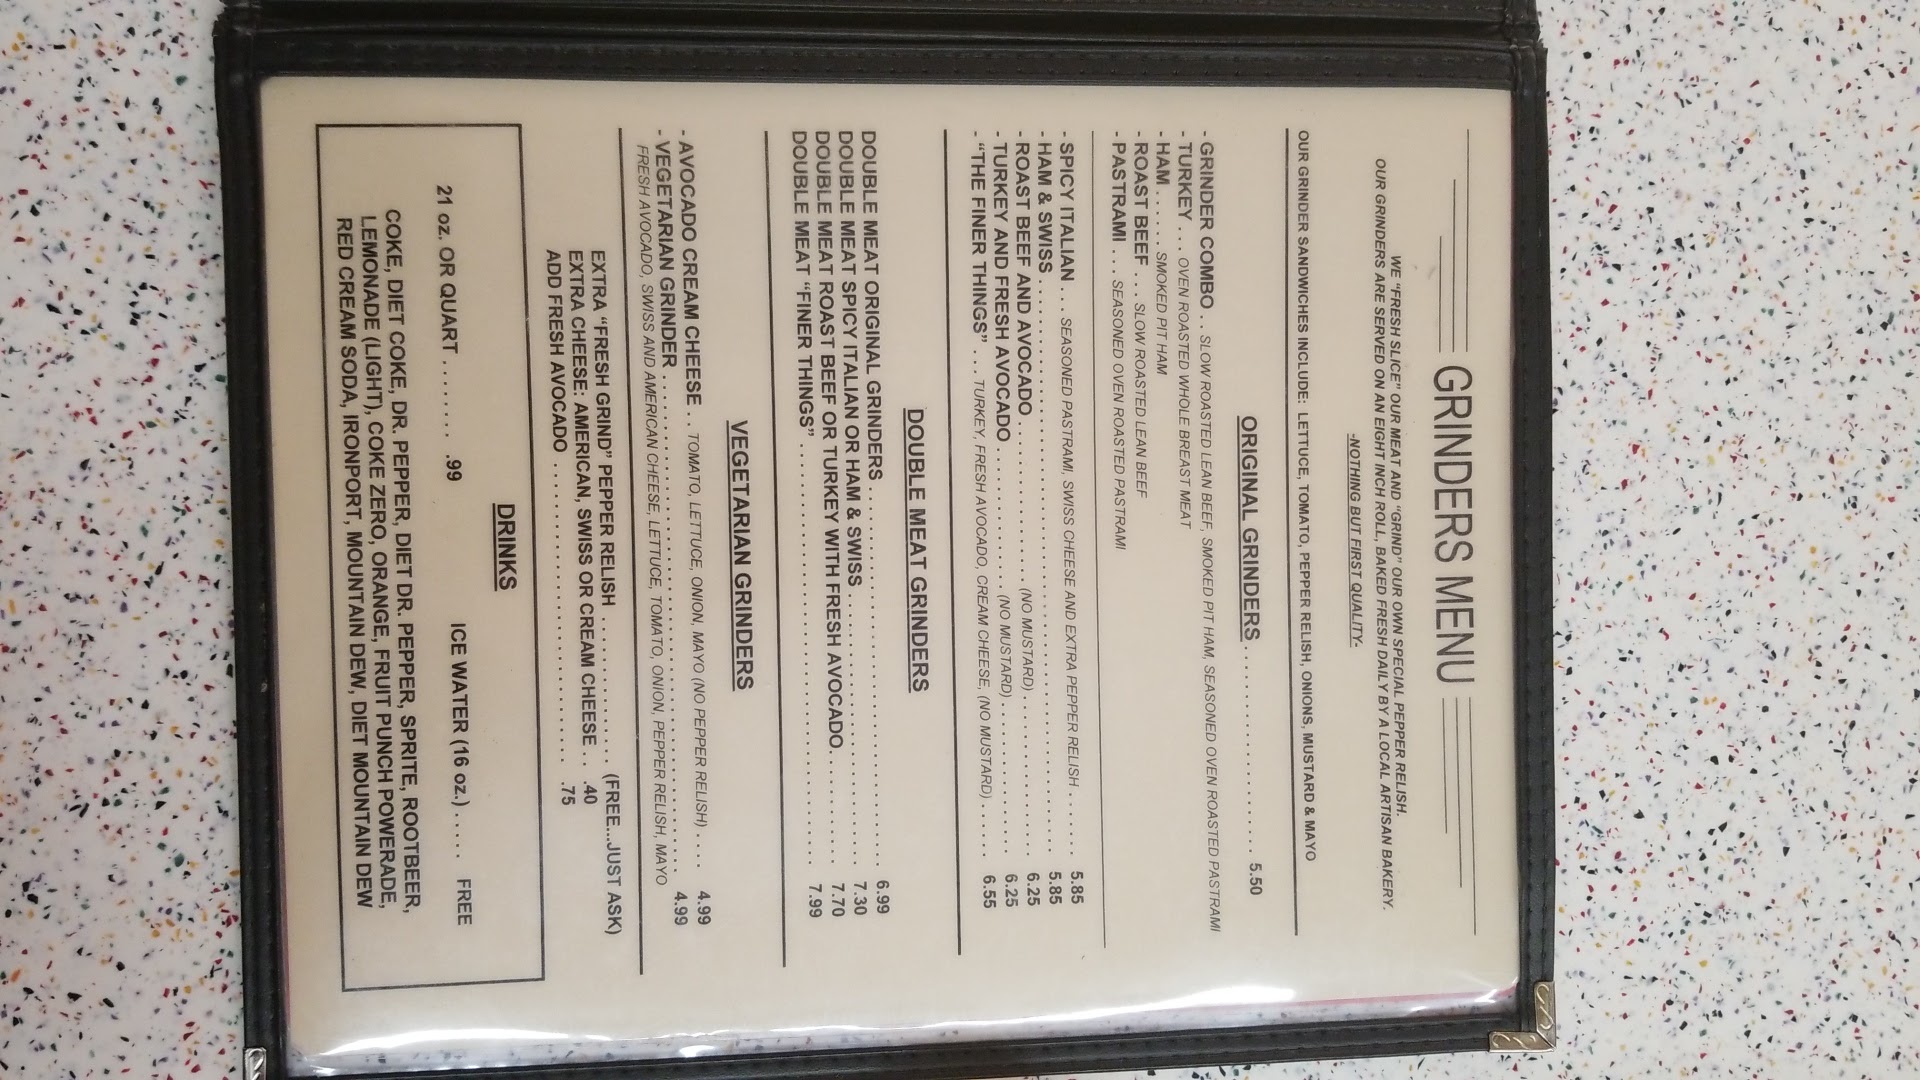 GRINDERS MENU
WE "FRESH SLICE" OUR MEAT AND "GRIND" OUR OWN SPECIAL PEPPER RELISH.
OUR GRINDERS ARE SERVED ON AN EIGHT INCH ROLL, BAKED FRESH DAILY BY A LOCAL ARTISAN BAKERY.
-NOTHING BUT FIRST QUALITY-
OUR GRINDER SANDWICHES INCLUDE: LETTUCE, TOMATO, PEPPER RELISH, ONIONS, MUSTARD & MAYO
ORIGINAL GRINDERS . . . . . . . . . . . . . . . . . . . . 5.50
- GRINDER COMBO . . SLOW ROASTED LEAN BEEF, SMOKED PIT HAM, SEASONED OVEN ROASTED PASTRAMI
- TURKEY . . . OVEN ROASTED WHOLE BREAST MEAT
- HAM . . . . . SMOKED PIT HAM
- ROAST BEEF . . . SLOW ROASTED LEAN BEEF
- PASTRAMI . . . SEASONED OVEN ROASTED PASTRAMI
- SPICY ITALIAN . . . SEASONED PASTRAMI, SWISS CHEESE AND EXTRA PEPPER RELISH . . . . . . 5.85
- HAM & SWISS . . . . . . . . . . . . . . . . . . . . . . . . . . . . . . . . . . . . . . . . . . . . . . . . . . . 5.85
- ROAST BEEF AND AVOCADO . . . . . . . . . . . . . . . (NO MUSTARD) . . . . . . . . . . . . . . 6.25
- TURKEY AND FRESH AVOCADO . . . . . . . . . . . . . (NO MUSTARD) . . . . . . . . . . . . . . 6.25
- "THE FINER THINGS" . . . TURKEY, FRESH AVOCADO, CREAM CHEESE, (NO MUSTARD) . . . . . 6.55
DOUBLE MEAT GRINDERS
DOUBLE MEAT ORIGINAL GRINDERS . . . . . . . . . . . . . . . . . . . . . . . . . . . . . . . . . 6.99
DOUBLE MEAT SPICY ITALIAN OR HAM & SWISS . . . . . . . . . . . . . . . . . . . . . . . . 7.30
DOUBLE MEAT ROAST BEEF OR TURKEY WITH FRESH AVOCADO . . . . . . . . . . . 7.70
DOUBLE MEAT "FINER THINGS" . . . . . . . . . . . . . . . . . . . . . . . . . . . . . . . . . . . . . 7.99
VEGETARIAN GRINDERS
- AVOCADO CREAM CHEESE . . TOMATO, LETTUCE, ONION, MAYO (NO PEPPER RELISH) . . . 4.99
- VEGETARIAN GRINDER . . . . . . . . . . . . . . . . . . . . . . . . . . . . . . . . . . . . . . . . . . . 4.99
FRESH AVOCADO, SWISS AND AMERICAN CHEESE, LETTUCE, TOMATO, ONION, PEPPER RELISH, MAYO
EXTRA "FRESH GRIND" PEPPER RELISH . . . . . . . . . . . . (FREE...JUST ASK)
EXTRA CHEESE: AMERICAN, SWISS OR CREAM CHEESE . . .40
ADD FRESH AVOCADO . . . . . . . . . . . . . . . . . . . . . . . . . . .75
DRINKS
21 oz. OR QUART . . . . . . . . .99 ICE WATER (16 oz.) . . . . . FREE
COKE, DIET COKE, DR. PEPPER, DIET DR. PEPPER, SPRITE, ROOTBEER,
LEMONADE (LIGHT), COKE ZERO, ORANGE, FRUIT PUNCH POWERADE,
RED CREAM SODA, IRONPORT, MOUNTAIN DEW, DIET MOUNTAIN DEW